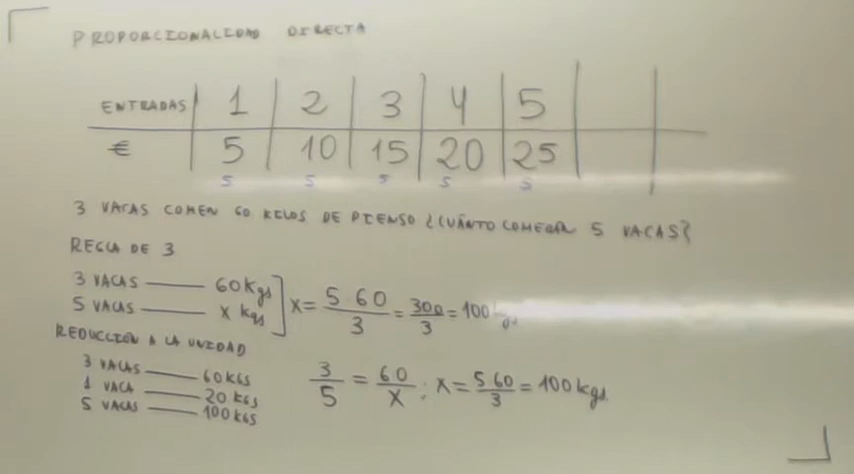 PROPORCIONALIDAD DIRECTA
ENTRADAS 1 2 3 4 5
€ 5 10 15 20 25
5 5 5 5 5
3 VACAS COMEN 60 KILOS DE PIENSO ¿CUÁNTO COMERAN 5 VACAS?
REGLA DE 3
3 VACAS — 60 Kgs
5 VACAS — X kgs
X = 5 60 / 3 = 300 / 3 = 100 kgs
REDUCCION A LA UNIDAD
3 VACAS — 60 KGS
1 VACA — 20 KGS
5 VACAS — 100 KGS
3 / 5 = 60 / X ; X = 5 60 / 3 = 100 kgs.